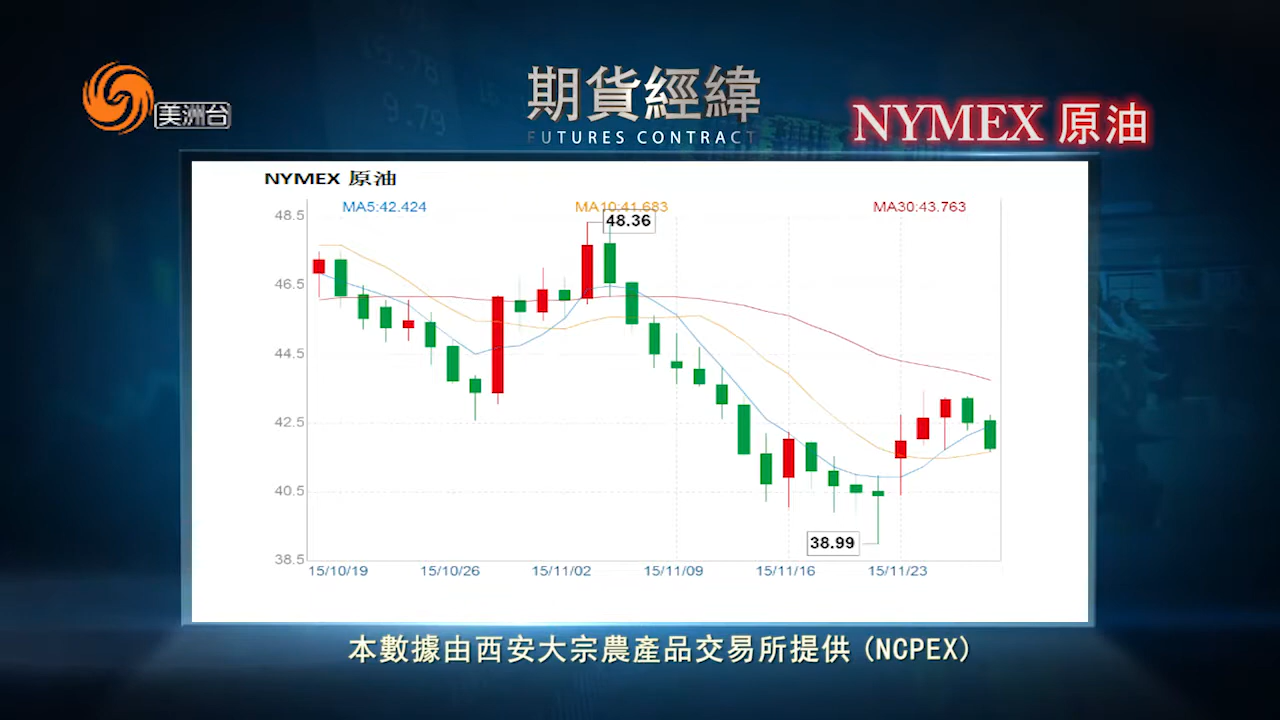 美洲台
期貨經緯
FUTURES CONTRACT
NYMEX 原油
NYMEX 原油
MA5:42.424
MA10:41.683
MA30:43.763
48.5
48.36
46.5
44.5
42.5
40.5
38.99
38.5
15/10/19
15/10/26
15/11/02
15/11/09
15/11/16
15/11/23
本數據由西安大宗農產品交易所提供 (NCPEX)